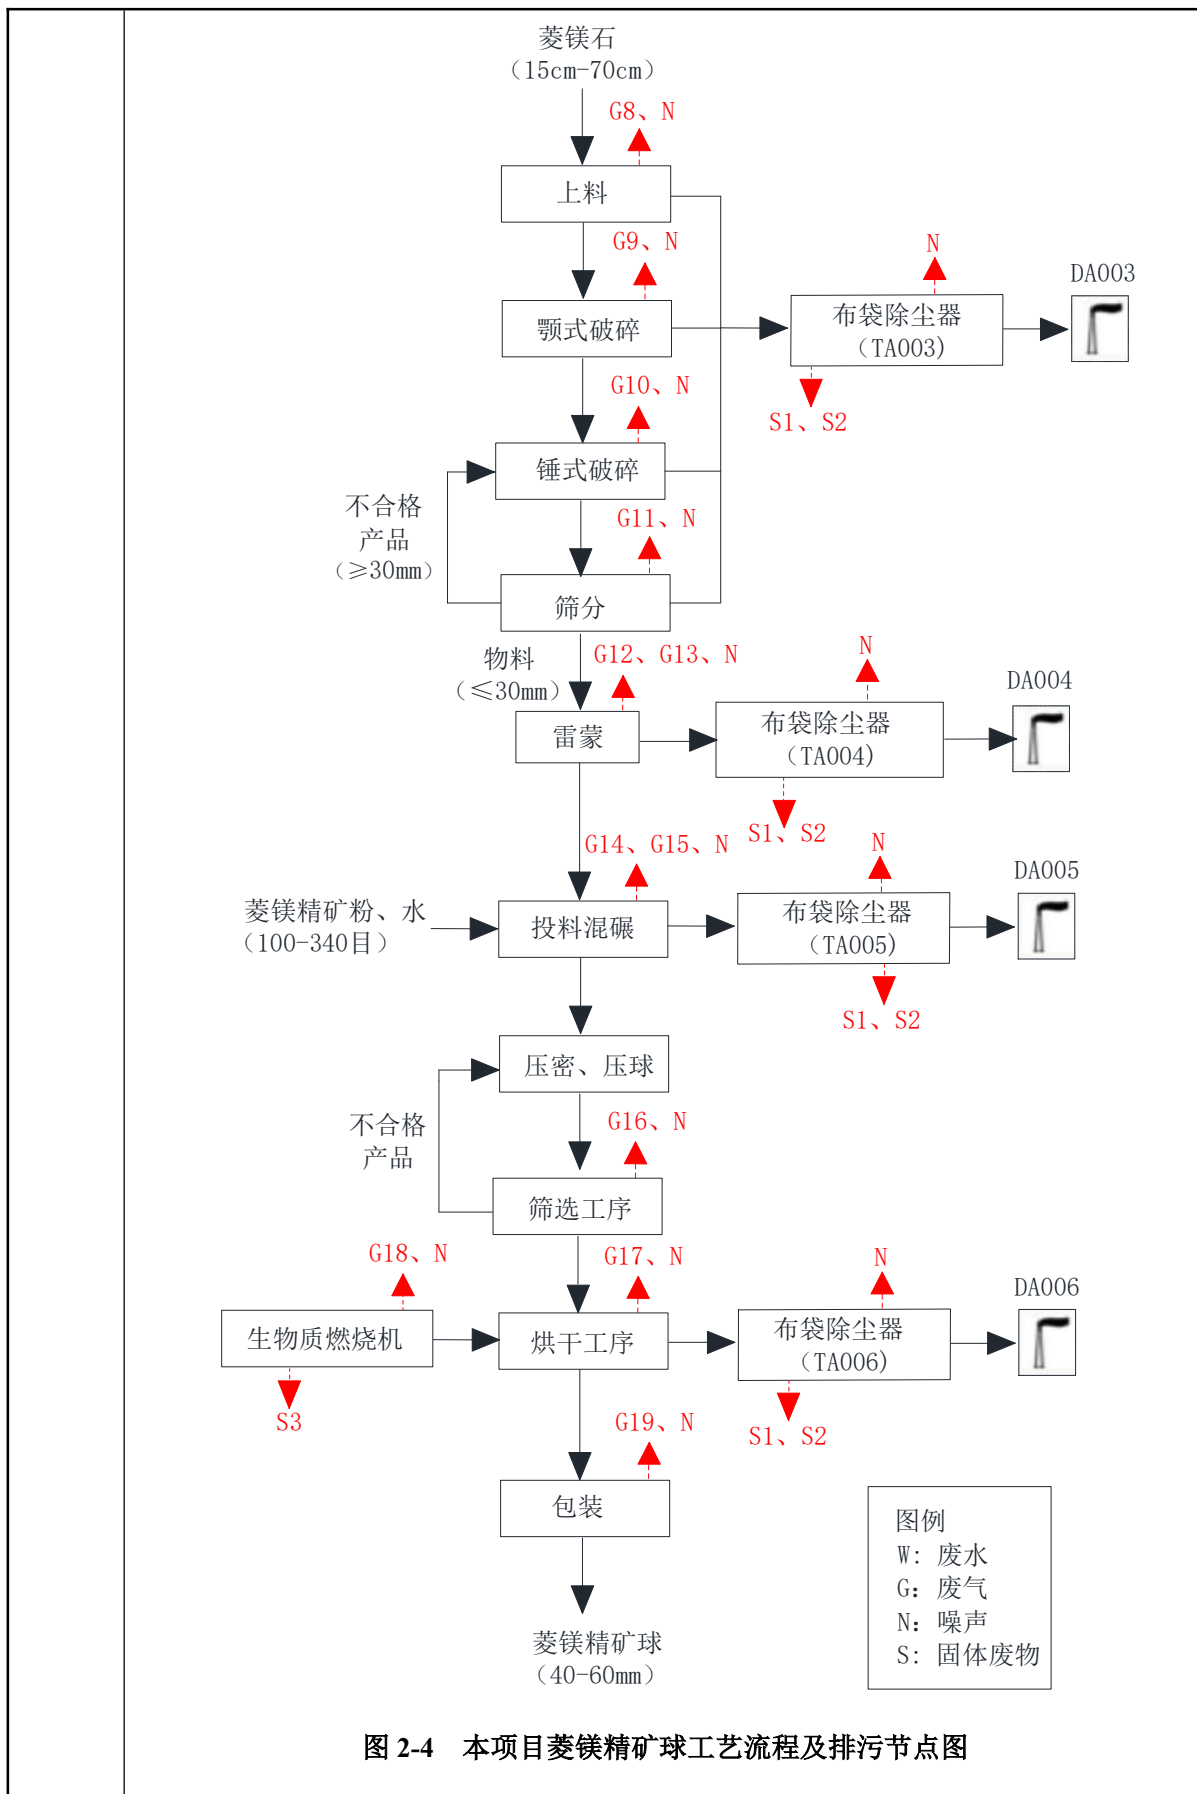 菱镁石
（15cm-70cm）
G8、N
上料
G9、N
N
DA003
颚式破碎
布袋除尘器
（TA003）
G10、N
S1、S2
锤式破碎
不合格
产品
（≥30mm）
G11、N
筛分
物料
（≤30mm）
G12、G13、N
N
DA004
雷蒙
布袋除尘器
（TA004）
S1、S2
G14、G15、N
N
DA005
菱镁精矿粉、水
（100-340目）
投料混碾
布袋除尘器
（TA005）
S1、S2
压密、压球
不合格
产品
G16、N
筛选工序
G18、N
G17、N
N
DA006
生物质燃烧机
烘干工序
布袋除尘器
（TA006）
S3
G19、N
S1、S2
包装
图例
W: 废水
G: 废气
N: 噪声
S: 固体废物
菱镁精矿球
（40-60mm）
图 2-4 本项目菱镁精矿球工艺流程及排污节点图